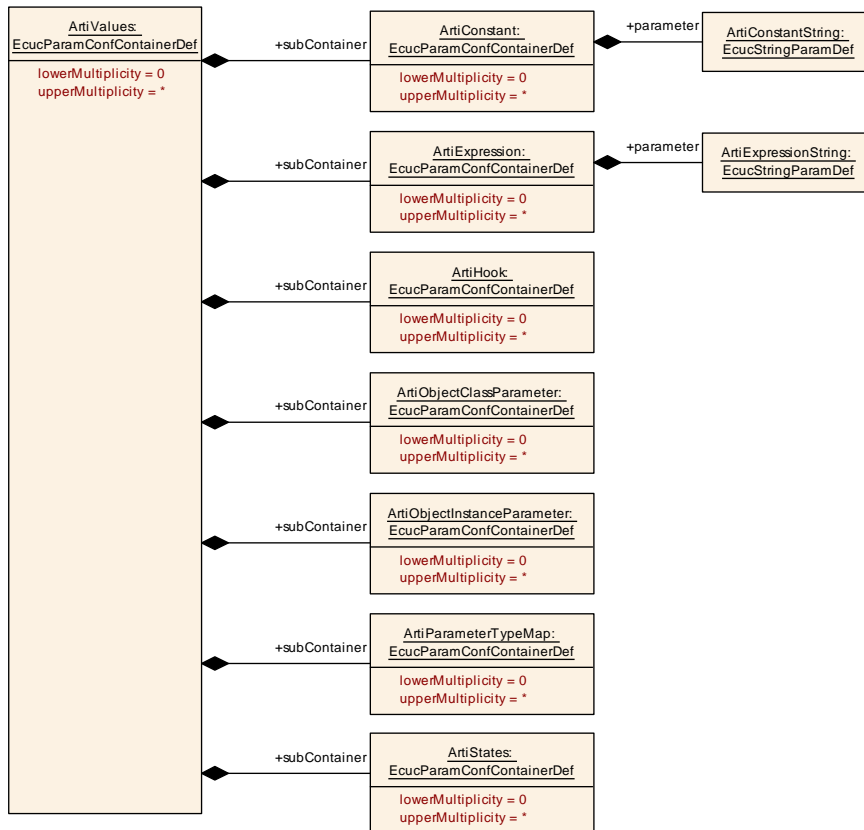 ArtiValues:
EcucParamConfContainerDef
lowerMultiplicity = 0
upperMultiplicity = *
+subContainer
ArtiConstant:
EcucParamConfContainerDef
lowerMultiplicity = 0
upperMultiplicity = *
+parameter
ArtiConstantString:
EcucStringParamDef
+subContainer
ArtiExpression:
EcucParamConfContainerDef
lowerMultiplicity = 0
upperMultiplicity = *
+parameter
ArtiExpressionString:
EcucStringParamDef
+subContainer
ArtiHook:
EcucParamConfContainerDef
lowerMultiplicity = 0
upperMultiplicity = *
+subContainer
ArtiObjectClassParameter:
EcucParamConfContainerDef
lowerMultiplicity = 0
upperMultiplicity = *
+subContainer
ArtiObjectInstanceParameter:
EcucParamConfContainerDef
lowerMultiplicity = 0
upperMultiplicity = *
+subContainer
ArtiParameterTypeMap:
EcucParamConfContainerDef
lowerMultiplicity = 0
upperMultiplicity = *
+subContainer
ArtiStates:
EcucParamConfContainerDef
lowerMultiplicity = 0
upperMultiplicity = *